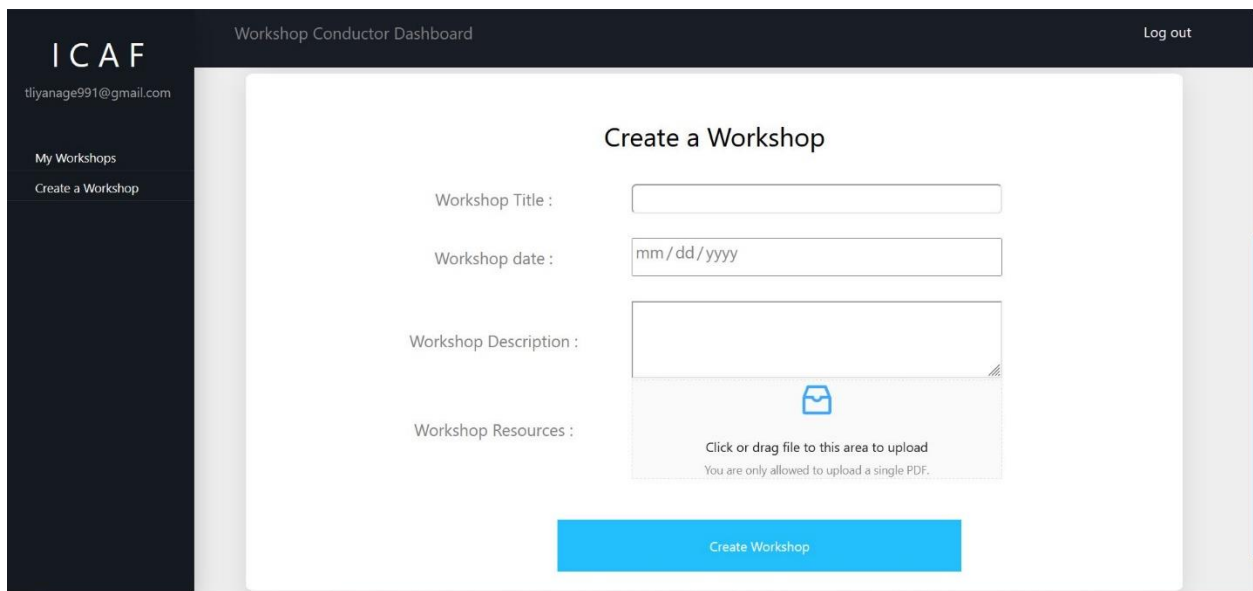 ICAF
tliyanage991@gmail.com
My Workshops
Create a Workshop
Workshop Conductor Dashboard
Log out
Create a Workshop
Workshop Title :
Workshop date :
mm/dd/yyyy
Workshop Description :
Workshop Resources :
Click or drag file to this area to upload
You are only allowed to upload a single PDF.
Create Workshop